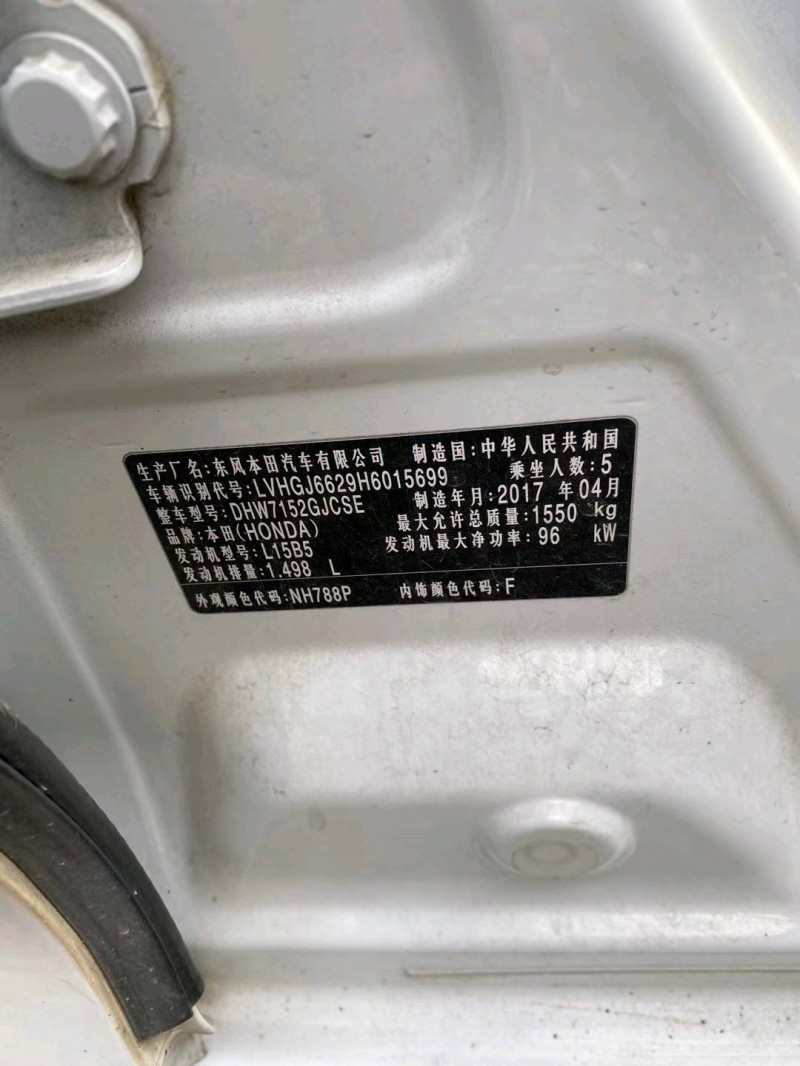 生产厂名:东风本田汽车有限公司 制造国:中华人民共和国
车辆识别代号:LVHGJ6629H6015699 乘坐人数:5
整车型号:DHW7152GJCSE 制造年月:2017 年04月
品牌:本田(HONDA) 最大允许总质量:1550 kg
发动机型号:L15B5 发动机最大净功率:96 kW
发动机排量:1.498 L
外观颜色代码:NH788P 内饰颜色代码:F